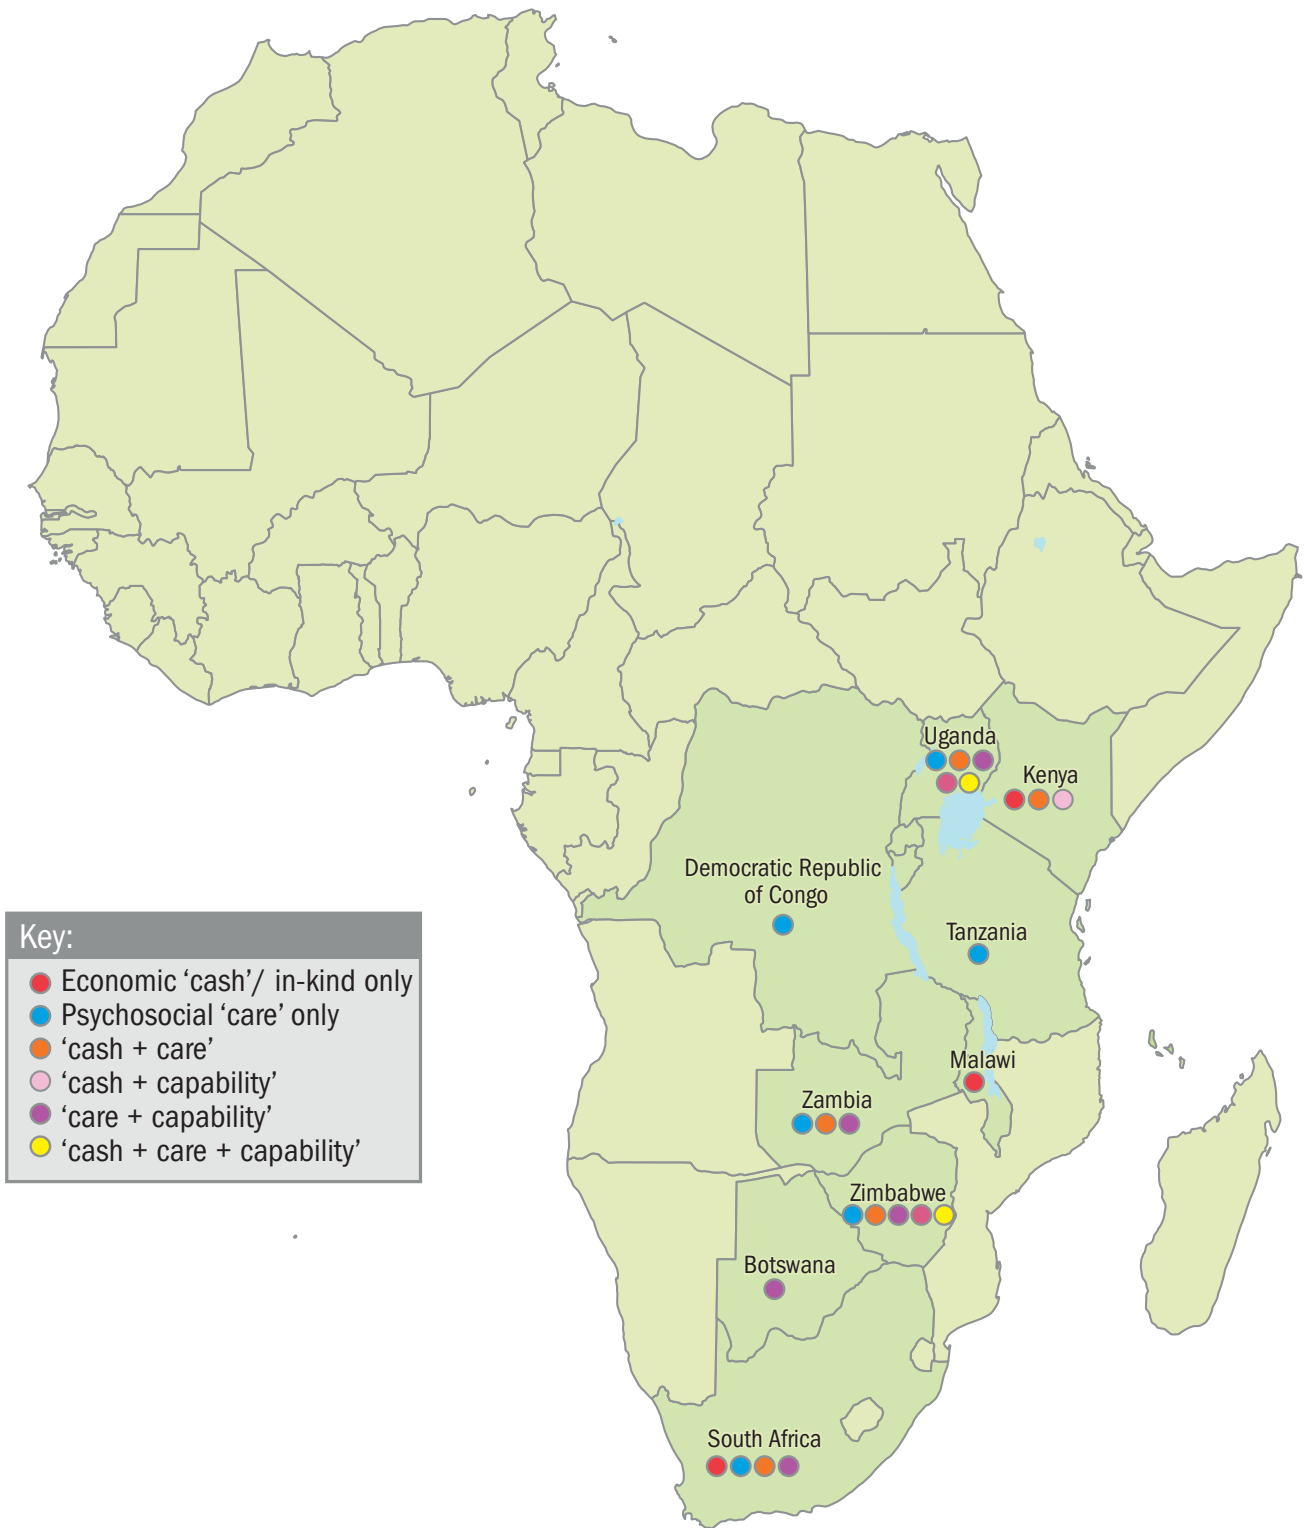 Uganda
Kenya
Democratic Republic
of Congo
Tanzania
Malawi
Zambia
Zimbabwe
Botswana
South Africa
Key:
Economic ‘cash’/ in-kind only
Psychosocial ‘care’ only
‘cash + care’
‘cash + capability’
‘care + capability’
‘cash + care + capability’